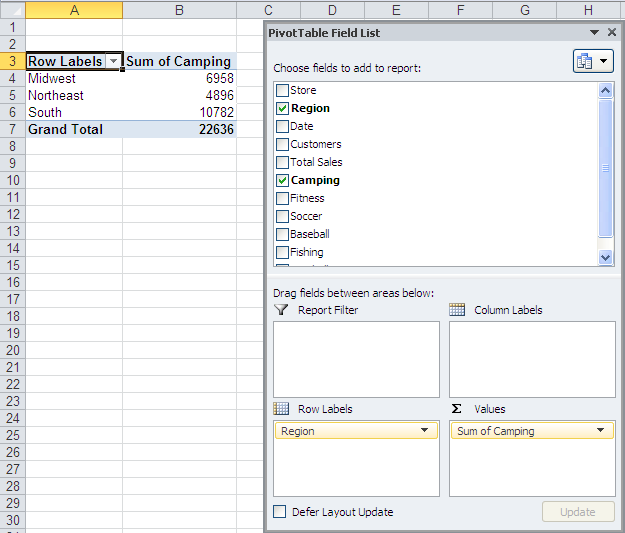 A B C D E F G H
1
2
3 Row Labels Sum of Camping
4 Midwest 6958
5 Northeast 4896
6 South 10782
7 Grand Total 22636
8
9
10
11
12
13
14
15
16
17
18
19
20
21
22
23
24
25
26
27
28
29
30
PivotTable Field List
Choose fields to add to report:
Store
Region
Date
Customers
Total Sales
Camping
Fitness
Soccer
Baseball
Fishing
Drag fields between areas below:
Report Filter Column Labels
Row Labels Σ Values
Region Sum of Camping
Defer Layout Update Update